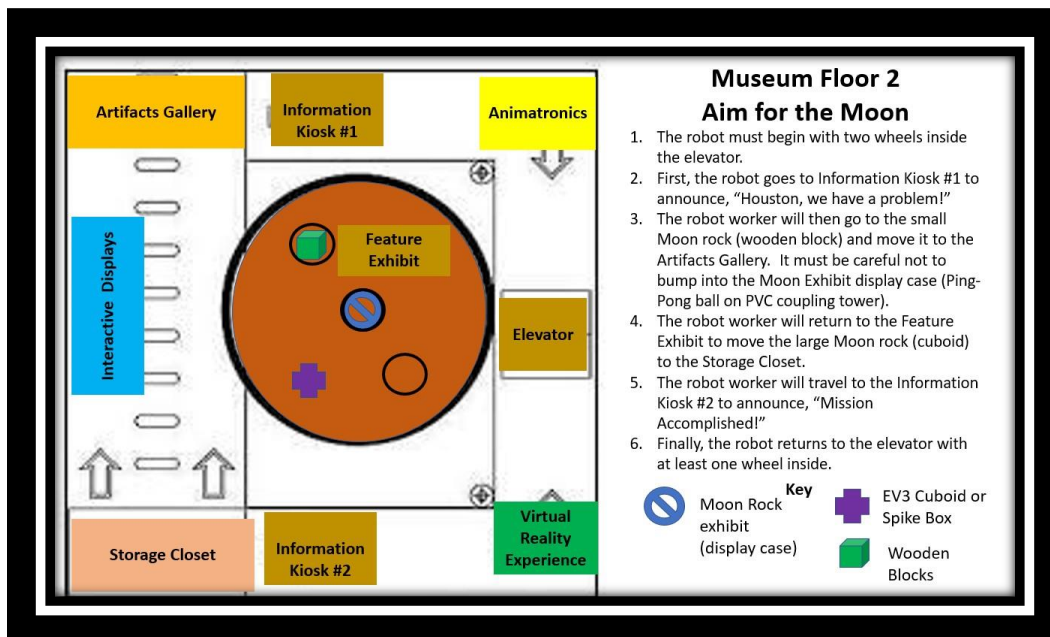 Artifacts Gallery
Information
Kiosk #1
Animatronics
Interactive Displays
Feature
Exhibit
Elevator
Storage Closet
Information
Kiosk #2
Virtual
Reality
Experience
Museum Floor 2
Aim for the Moon
1. The robot must begin with two wheels inside
the elevator.
2. First, the robot goes to Information Kiosk #1 to
announce, “Houston, we have a problem!”
3. The robot worker will then go to the small
Moon rock (wooden block) and move it to the
Artifacts Gallery. It must be careful not to
bump into the Moon Exhibit display case (Ping-
Pong ball on PVC coupling tower).
4. The robot worker will return to the Feature
Exhibit to move the large Moon rock (cuboid)
to the Storage Closet.
5. The robot worker will travel to the Information
Kiosk #2 to announce, “Mission
Accomplished!”
6. Finally, the robot returns to the elevator with
at least one wheel inside.
Key
Moon Rock
exhibit
(display case)
EV3 Cuboid or
Spike Box
Wooden
Blocks